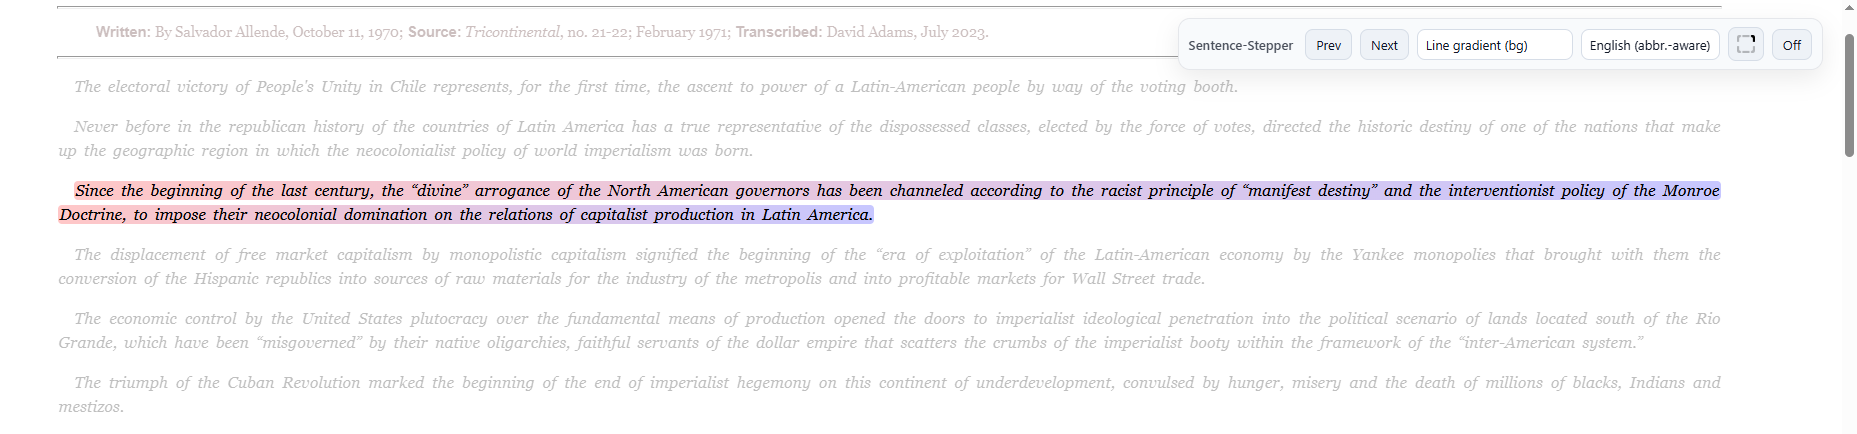 Written: By Salvador Allende, October 11, 1970; Source: Tricontinental, no. 21-22; February 1971; Transcribed: David Adams, July 2023.
Sentence-Stepper Prev Next Line gradient (bg) English (abbr.-aware) Off
The electoral victory of People's Unity in Chile represents, for the first time, the ascent to power of a Latin-American people by way of the voting booth.
Never before in the republican history of the countries of Latin America has a true representative of the dispossessed classes, elected by the force of votes, directed the historic destiny of one of the nations that make
up the geographic region in which the neocolonialist policy of world imperialism was born.
Since the beginning of the last century, the “divine” arrogance of the North American governors has been channeled according to the racist principle of “manifest destiny” and the interventionist policy of the Monroe
Doctrine, to impose their neocolonial domination on the relations of capitalist production in Latin America.
The displacement of free market capitalism by monopolistic capitalism signified the beginning of the “era of exploitation” of the Latin-American economy by the Yankee monopolies that brought with them the
conversion of the Hispanic republics into sources of raw materials for the industry of the metropolis and into profitable markets for Wall Street trade.
The economic control by the United States plutocracy over the fundamental means of production opened the doors to imperialist ideological penetration into the political scenario of lands located south of the Rio
Grande, which have been “misgoverned” by their native oligarchies, faithful servants of the dollar empire that scatters the crumbs of the imperialist booty within the framework of the “inter-American system.”
The triumph of the Cuban Revolution marked the beginning of the end of imperialist hegemony on this continent of underdevelopment, convulsed by hunger, misery and the death of millions of blacks, Indians and
mestizos.